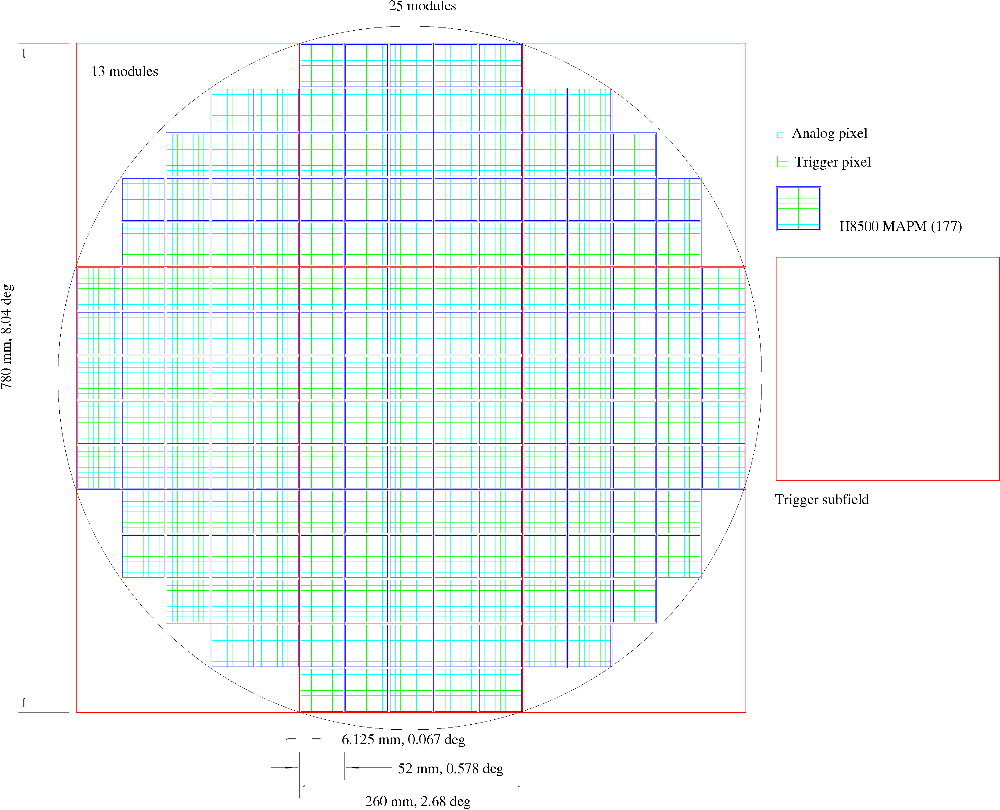 25 modules
13 modules
Analog pixel
Trigger pixel
H8500 MAPM (177)
780 mm, 8.04 deg
Trigger subfield
6.125 mm, 0.067 deg
52 mm, 0.578 deg
260 mm, 2.68 deg